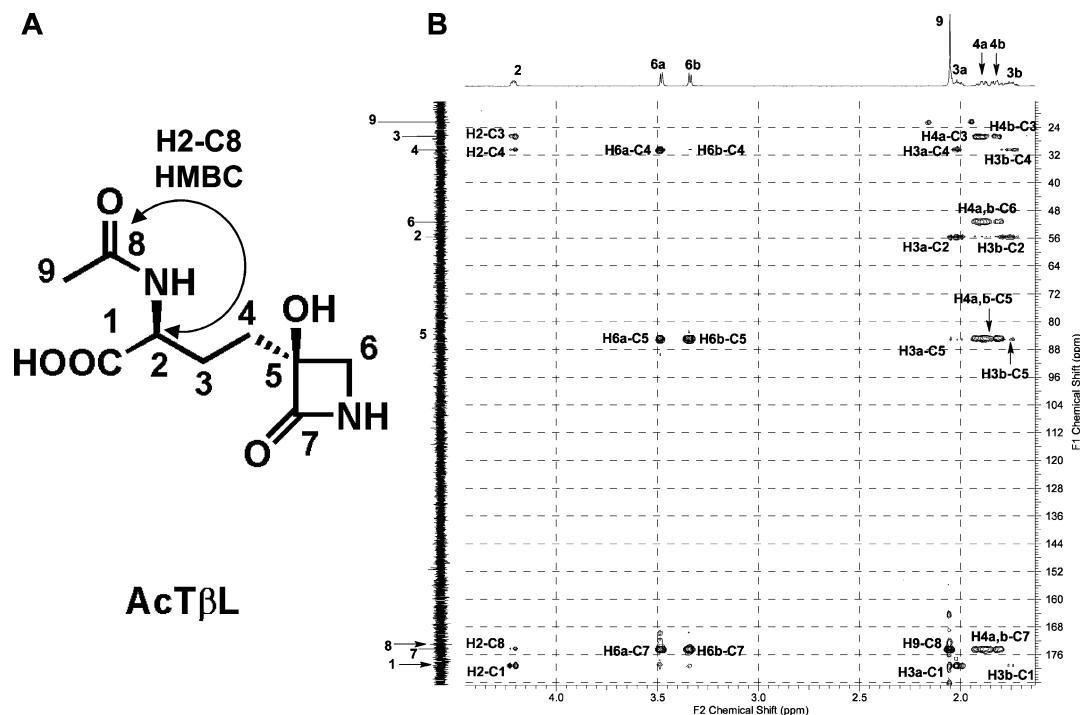 A
B
H2-C8
HMBC
O
8
9
NH
1
HOOC
2
3
4
OH
5
6
O
7
NH
AcTβL
9
2
6a
6b
3a
4a
4b
3b
9
3
4
6
2
5
8
7
1
H2-C3
H4a-C3
H4b-C3
H2-C4
H6a-C4
H6b-C4
H3a-C4
H3b-C4
H4a,b-C6
H3a-C2
H3b-C2
H4a,b-C5
H6a-C5
H6b-C5
H3a-C5
H3b-C5
H2-C8
H6a-C7
H6b-C7
H9-C8
H4a,b-C7
H2-C1
H3a-C1
H3b-C1
24
32
40
48
56
64
72
80
88
96
104
112
120
128
136
144
152
160
168
176
F1 Chemical Shift (ppm)
4.0
3.5
3.0
2.5
2.0
F2 Chemical Shift (ppm)